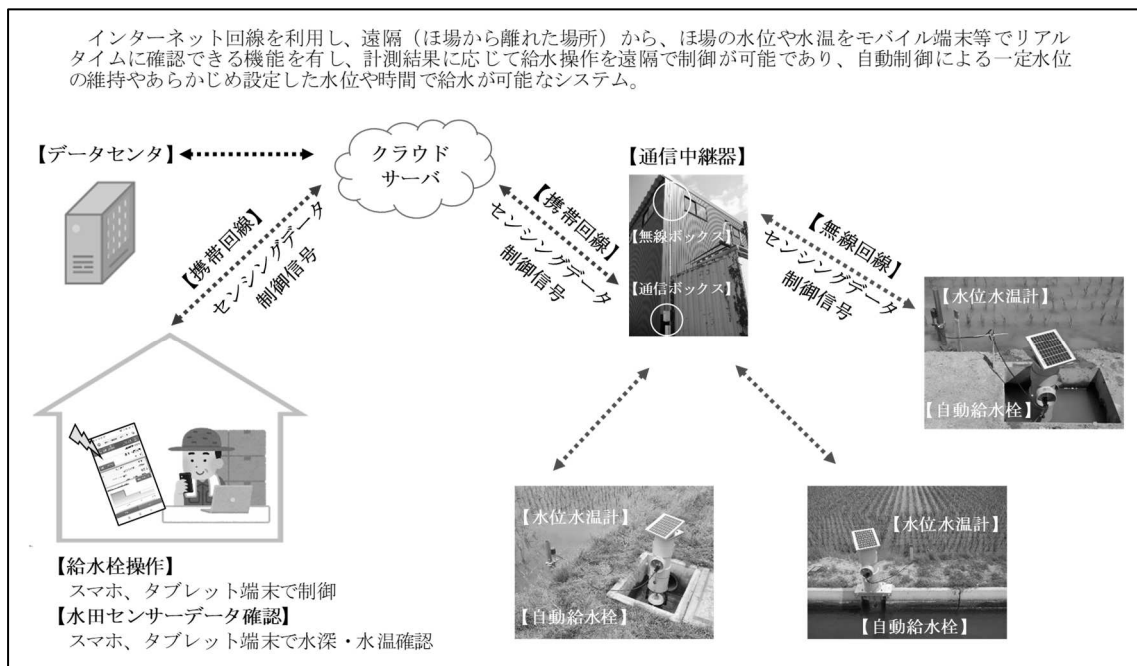 インターネット回線を利用し、遠隔（ほ場から離れた場所）から、ほ場の水位や水温をモバイル端末等でリアル
タイムに確認できる機能を有し、計測結果に応じて給水操作を遠隔で制御が可能であり、自動制御による一定水位
の維持やあらかじめ設定した水位や時間で給水が可能なシステム。
【データセンタ】
クラウド
サーバ
【通信中継器】
【携帯回線】
センシングデータ
制御信号
【携帯回線】
センシングデータ
制御信号
【無線ボックス】
【通信ボックス】
【無線回線】
センシングデータ
制御信号
【水位水温計】
【自動給水栓】
【水位水温計】
【自動給水栓】
【水位水温計】
【自動給水栓】
【給水栓操作】
スマホ、タブレット端末で制御
【水田センサーデータ確認】
スマホ、タブレット端末で水深・水温確認